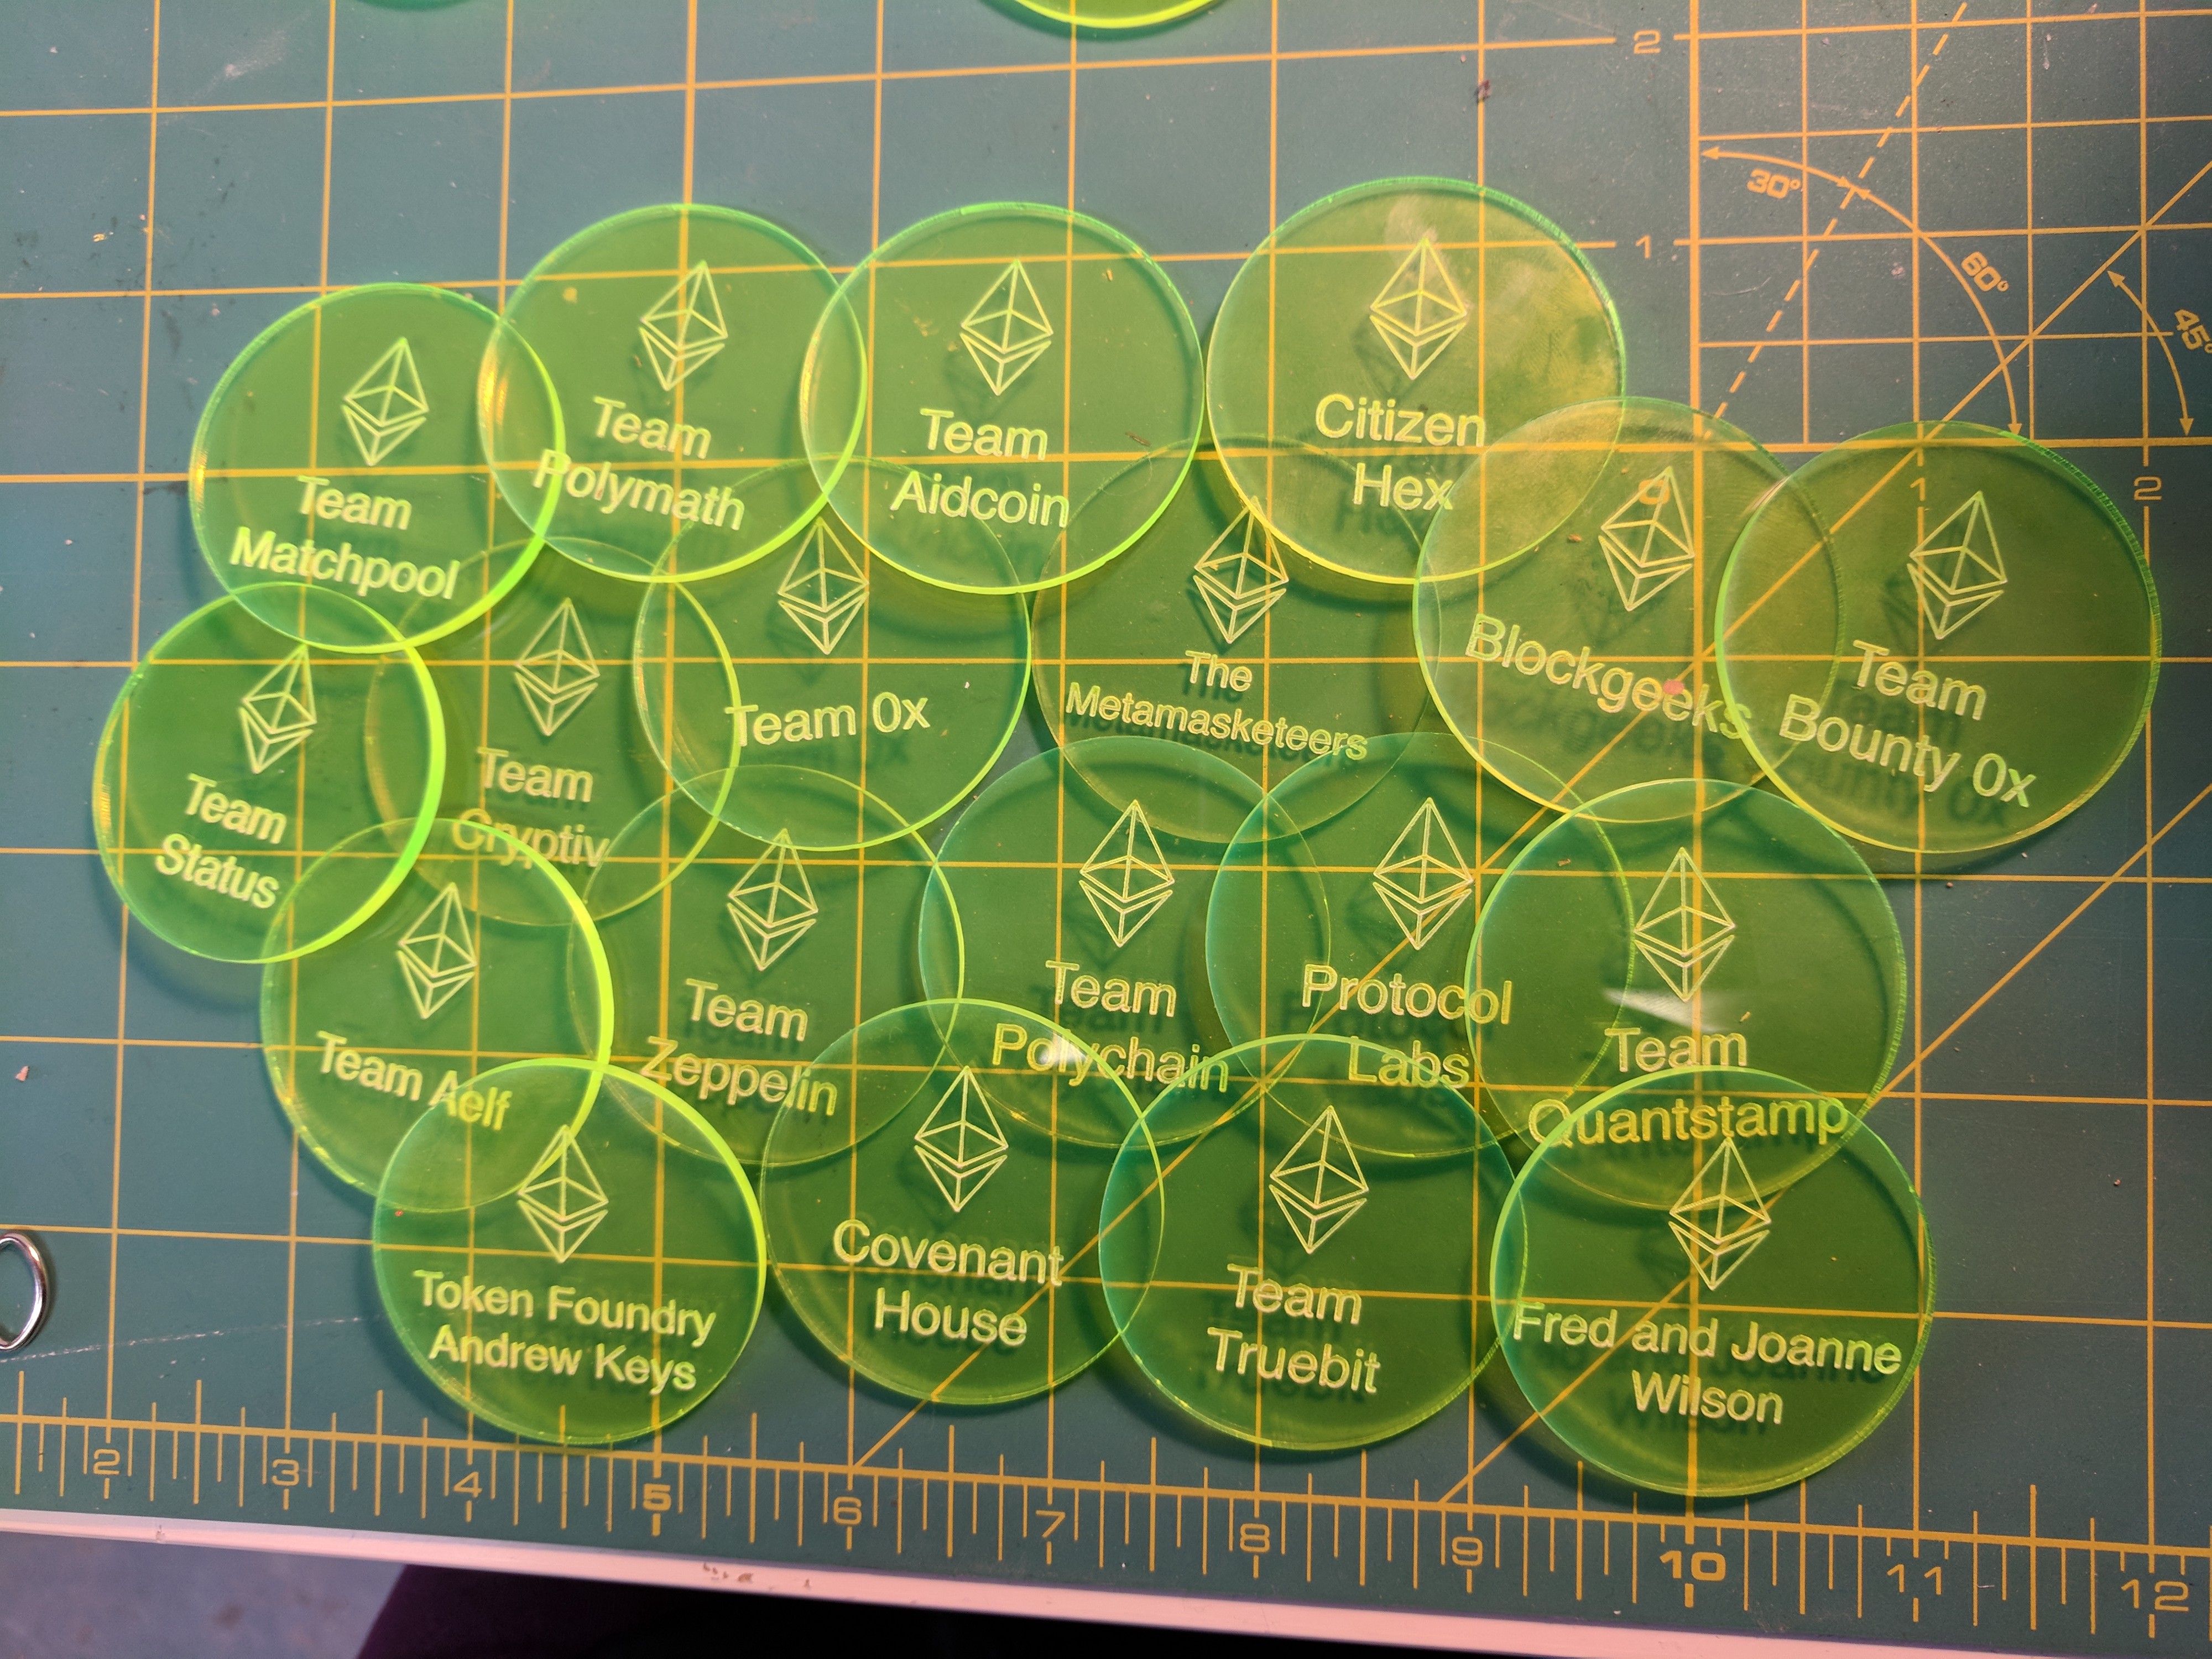 2
1
30°
60°
45°
Team
Matchpool
Team
Polymath
Team
Aidcoin
Citizen
Hex
0
1
2
Team
Status
Team
Cryptiv
Team 0x
The
Metamasketeers
Blockgeeks
Team
Bounty 0x
Team Aelf
Team
Zeppelin
Team
Polychain
Protocol
Labs
Team
Quantstamp
Token Foundry
Andrew Keys
Covenant
House
Team
Truebit
Fred and Joanne
Wilson
2 3 4 5 6 7 8 9 10 11 12